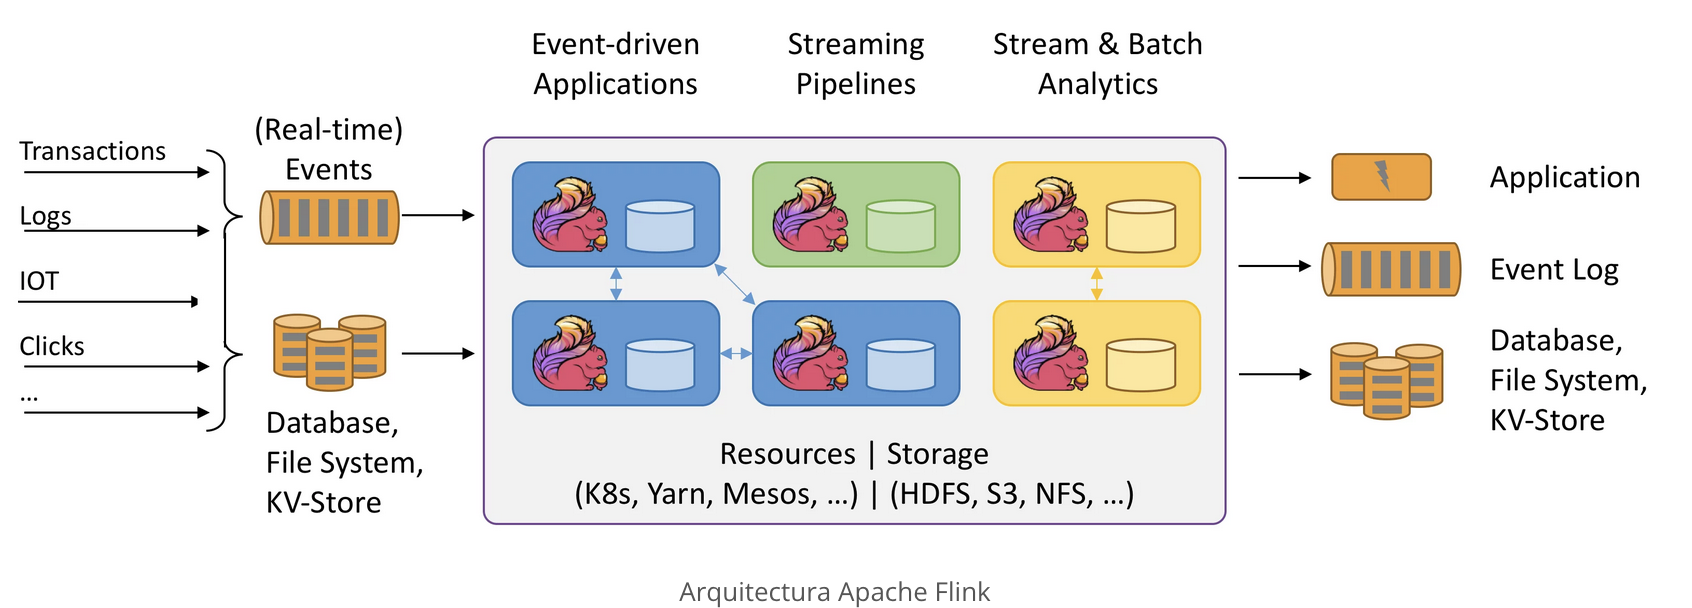 Event-driven
Applications
Streaming
Pipelines
Stream & Batch
Analytics
Transactions
Logs
IOT
Clicks
...
(Real-time)
Events
Database,
File System,
KV-Store
Resources | Storage
(K8s, Yarn, Mesos, ...) | (HDFS, S3, NFS, ...)
Application
Event Log
Database,
File System,
KV-Store
Arquitectura Apache Flink